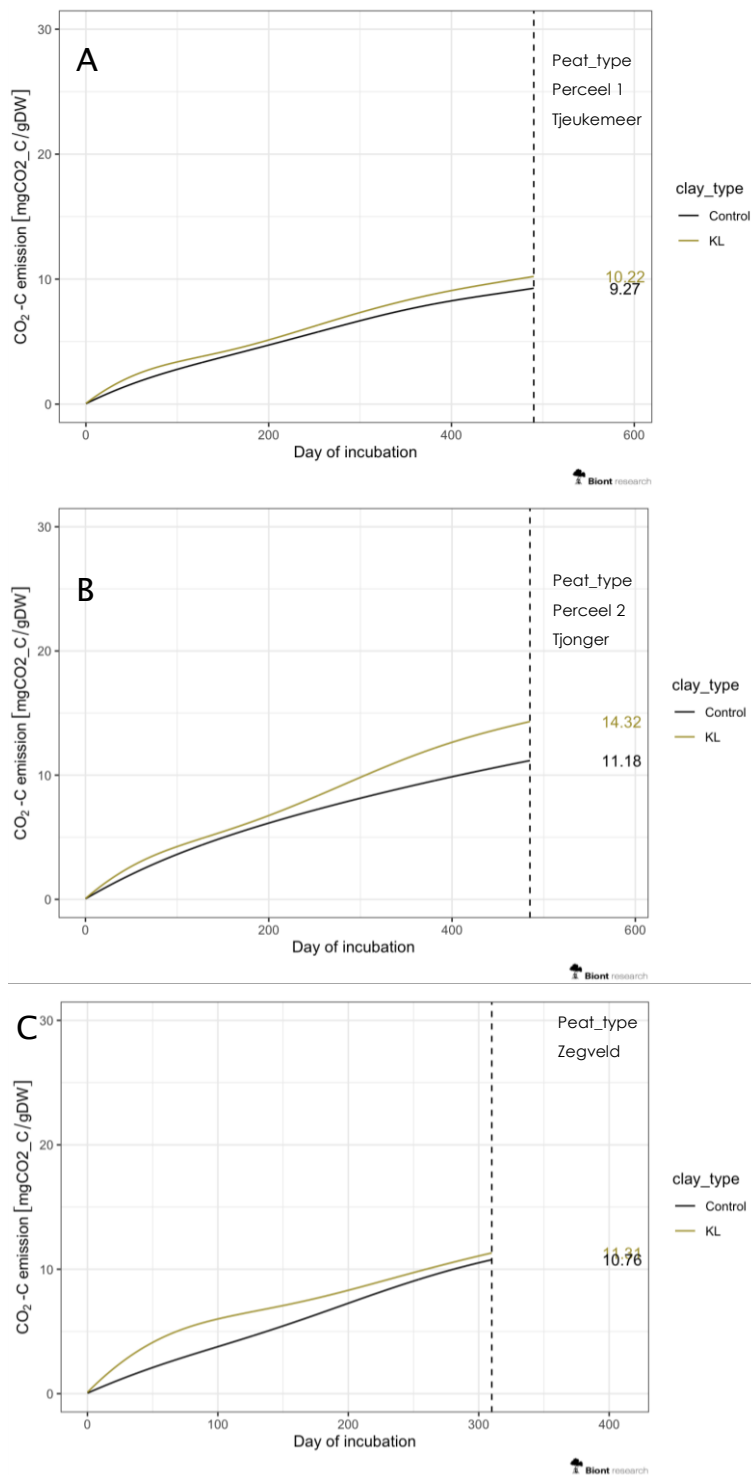 A
CO₂ -C emission [mgCO2_C/gDW]
30
20
10
0
0
200
400
600
Day of incubation
Peat_type
Perceel 1
Tjeukemeer
10.22
9.27
clay_type
Control
KL
Biont research
B
CO₂ -C emission [mgCO2_C/gDW]
30
20
10
0
0
200
400
600
Day of incubation
Peat_type
Perceel 2
Tjonger
14.32
11.18
clay_type
Control
KL
Biont research
C
CO₂ -C emission [mgCO2_C/gDW]
30
20
10
0
0
100
200
300
400
Day of incubation
Peat_type
Zegveld
10.76
clay_type
Control
KL
Biont research